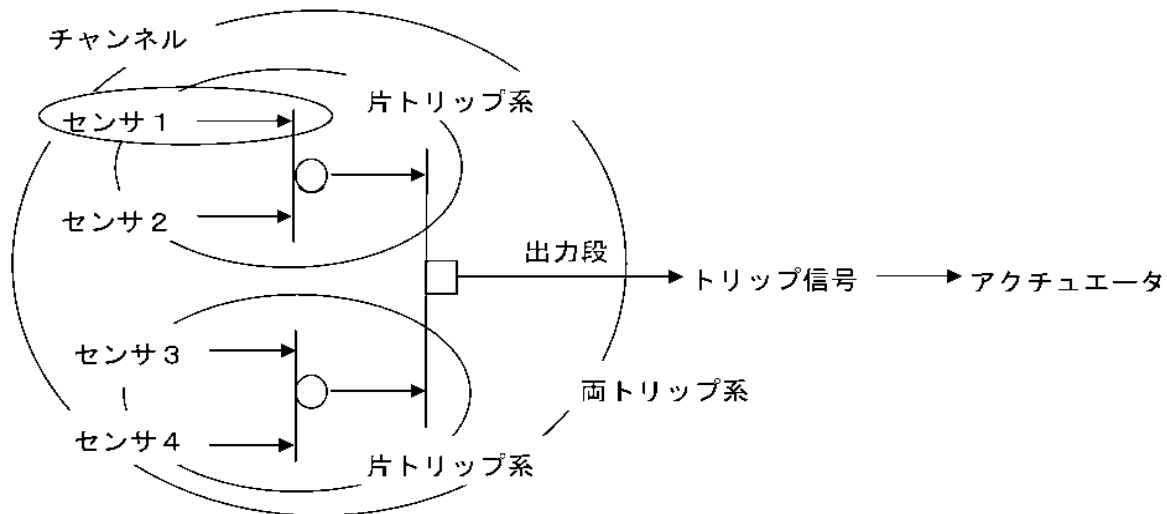 チャンネル
片トリップ系
センサ１
センサ２
出力段
トリップ信号
アクチュエータ
センサ３
両トリップ系
センサ４
片トリップ系